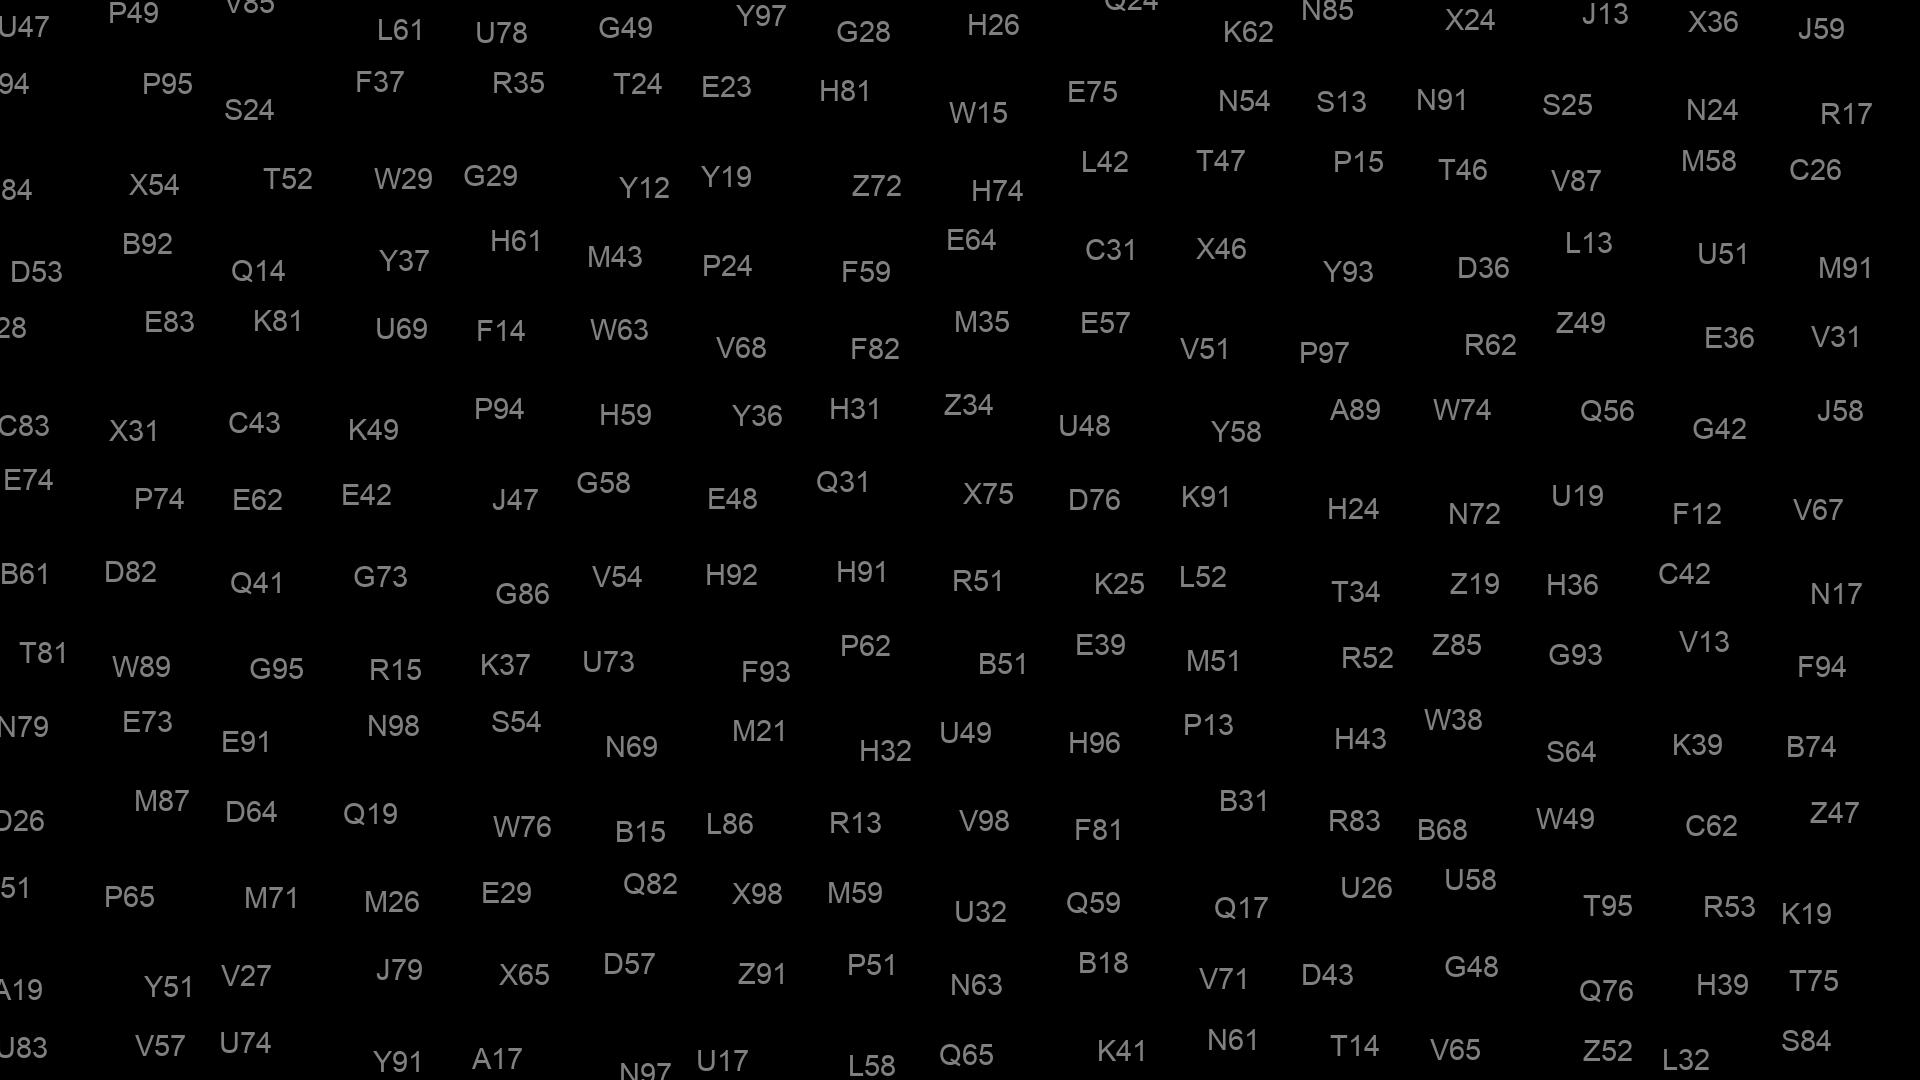 U47 P49 V85 L61 U78 G49 Y97 G28 H26 Q24 K62 N85 X24 J13 X36 J59
94 P95 S24 F37 R35 T24 E23 H81 W15 E75 N54 S13 N91 S25 N24 R17
84 X54 T52 W29 G29 Y12 Y19 Z72 H74 L42 T47 P15 T46 V87 M58 C26
D53 B92 Q14 Y37 H61 M43 P24 F59 E64 C31 X46 Y93 D36 L13 U51 M91
28 E83 K81 U69 F14 W63 V68 F82 M35 E57 V51 P97 R62 Z49 E36 V31
C83 X31 C43 K49 P94 H59 Y36 H31 Z34 U48 Y58 A89 W74 Q56 G42 J58
E74 P74 E62 E42 J47 G58 E48 Q31 X75 D76 K91 H24 N72 U19 F12 V67
B61 D82 Q41 G73 G86 V54 H92 H91 R51 K25 L52 T34 Z19 H36 C42 N17
T81 W89 G95 R15 K37 U73 F93 P62 B51 E39 M51 R52 Z85 G93 V13 F94
N79 E73 E91 N98 S54 N69 M21 H32 U49 H96 P13 H43 W38 S64 K39 B74
D26 M87 D64 Q19 W76 B15 L86 R13 V98 F81 B31 R83 B68 W49 C62 Z47
51 P65 M71 M26 E29 Q82 X98 M59 U32 Q59 Q17 U26 U58 T95 R53 K19
A19 Y51 V27 J79 X65 D57 Z91 P51 N63 B18 V71 D43 G48 Q76 H39 T75
U83 V57 U74 Y91 A17 N97 U17 L58 Q65 K41 N61 T14 V65 Z52 L32 S84